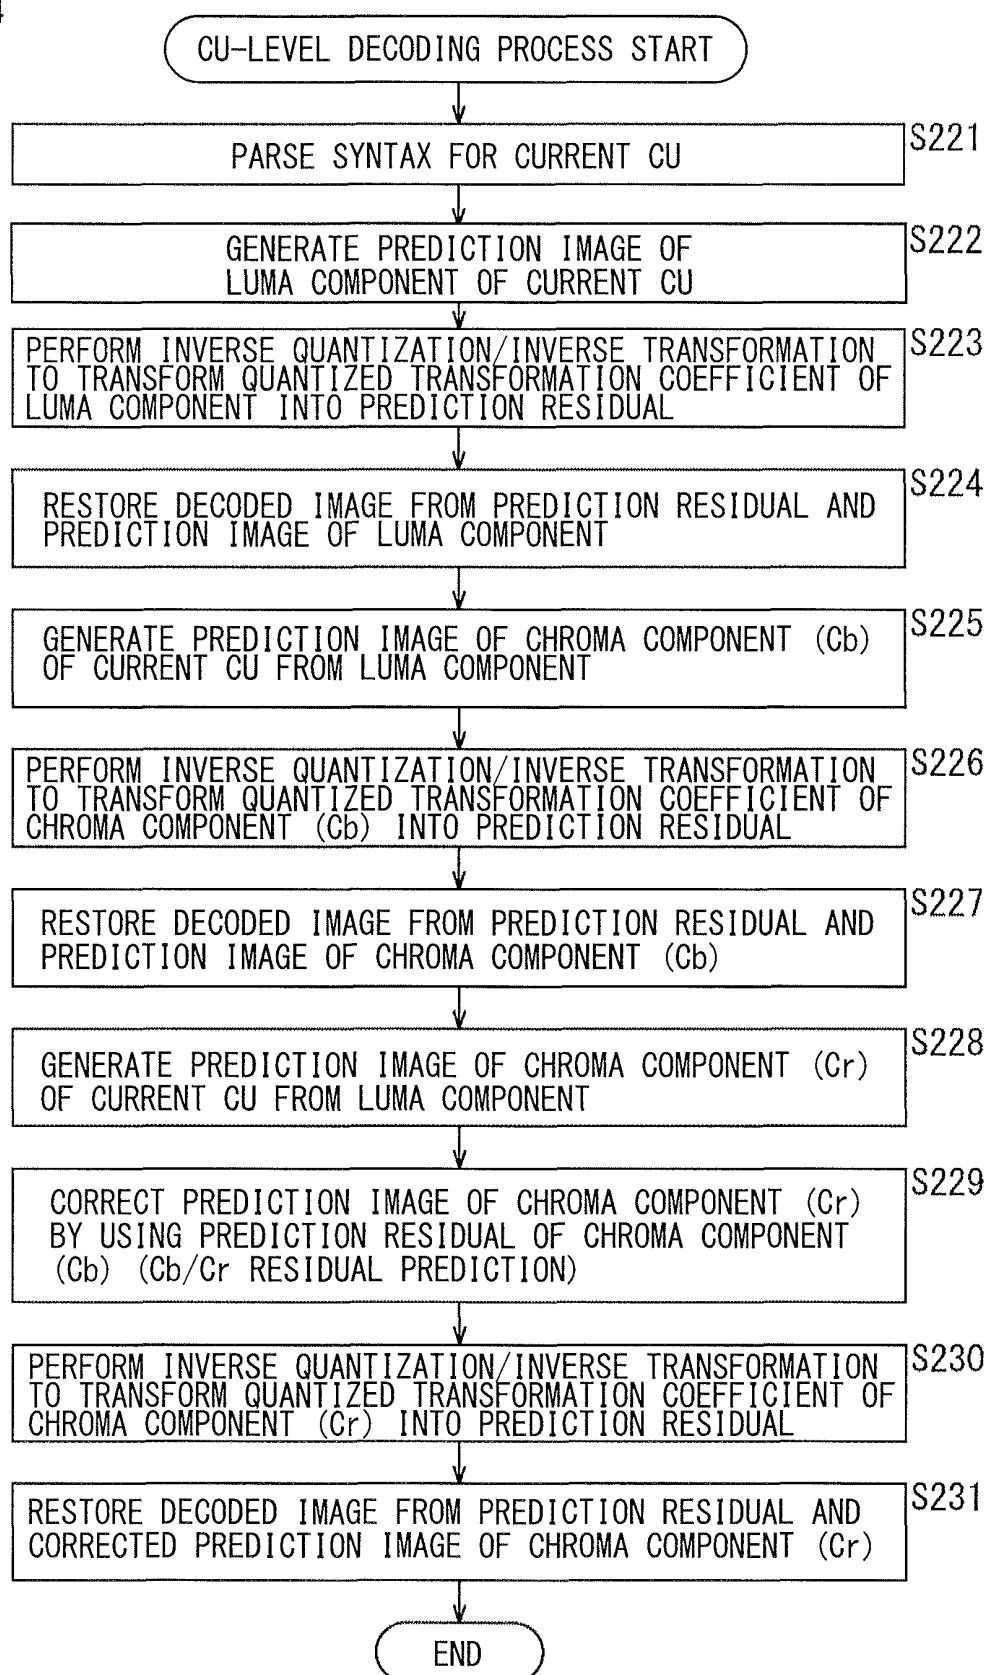 CU-LEVEL DECODING PROCESS START
S221
PARSE SYNTAX FOR CURRENT CU
S222
GENERATE PREDICTION IMAGE OF
LUMA COMPONENT OF CURRENT CU
S223
PERFORM INVERSE QUANTIZATION/INVERSE TRANSFORMATION
TO TRANSFORM QUANTIZED TRANSFORMATION COEFFICIENT OF
LUMA COMPONENT INTO PREDICTION RESIDUAL
S224
RESTORE DECODED IMAGE FROM PREDICTION RESIDUAL AND
PREDICTION IMAGE OF LUMA COMPONENT
S225
GENERATE PREDICTION IMAGE OF CHROMA COMPONENT (Cb)
OF CURRENT CU FROM LUMA COMPONENT
S226
PERFORM INVERSE QUANTIZATION/INVERSE TRANSFORMATION
TO TRANSFORM QUANTIZED TRANSFORMATION COEFFICIENT OF
CHROMA COMPONENT (Cb) INTO PREDICTION RESIDUAL
S227
RESTORE DECODED IMAGE FROM PREDICTION RESIDUAL AND
PREDICTION IMAGE OF CHROMA COMPONENT (Cb)
S228
GENERATE PREDICTION IMAGE OF CHROMA COMPONENT (Cr)
OF CURRENT CU FROM LUMA COMPONENT
S229
CORRECT PREDICTION IMAGE OF CHROMA COMPONENT (Cr)
BY USING PREDICTION RESIDUAL OF CHROMA COMPONENT
(Cb) (Cb/Cr RESIDUAL PREDICTION)
S230
PERFORM INVERSE QUANTIZATION/INVERSE TRANSFORMATION
TO TRANSFORM QUANTIZED TRANSFORMATION COEFFICIENT OF
CHROMA COMPONENT (Cr) INTO PREDICTION RESIDUAL
S231
RESTORE DECODED IMAGE FROM PREDICTION RESIDUAL AND
CORRECTED PREDICTION IMAGE OF CHROMA COMPONENT (Cr)
END